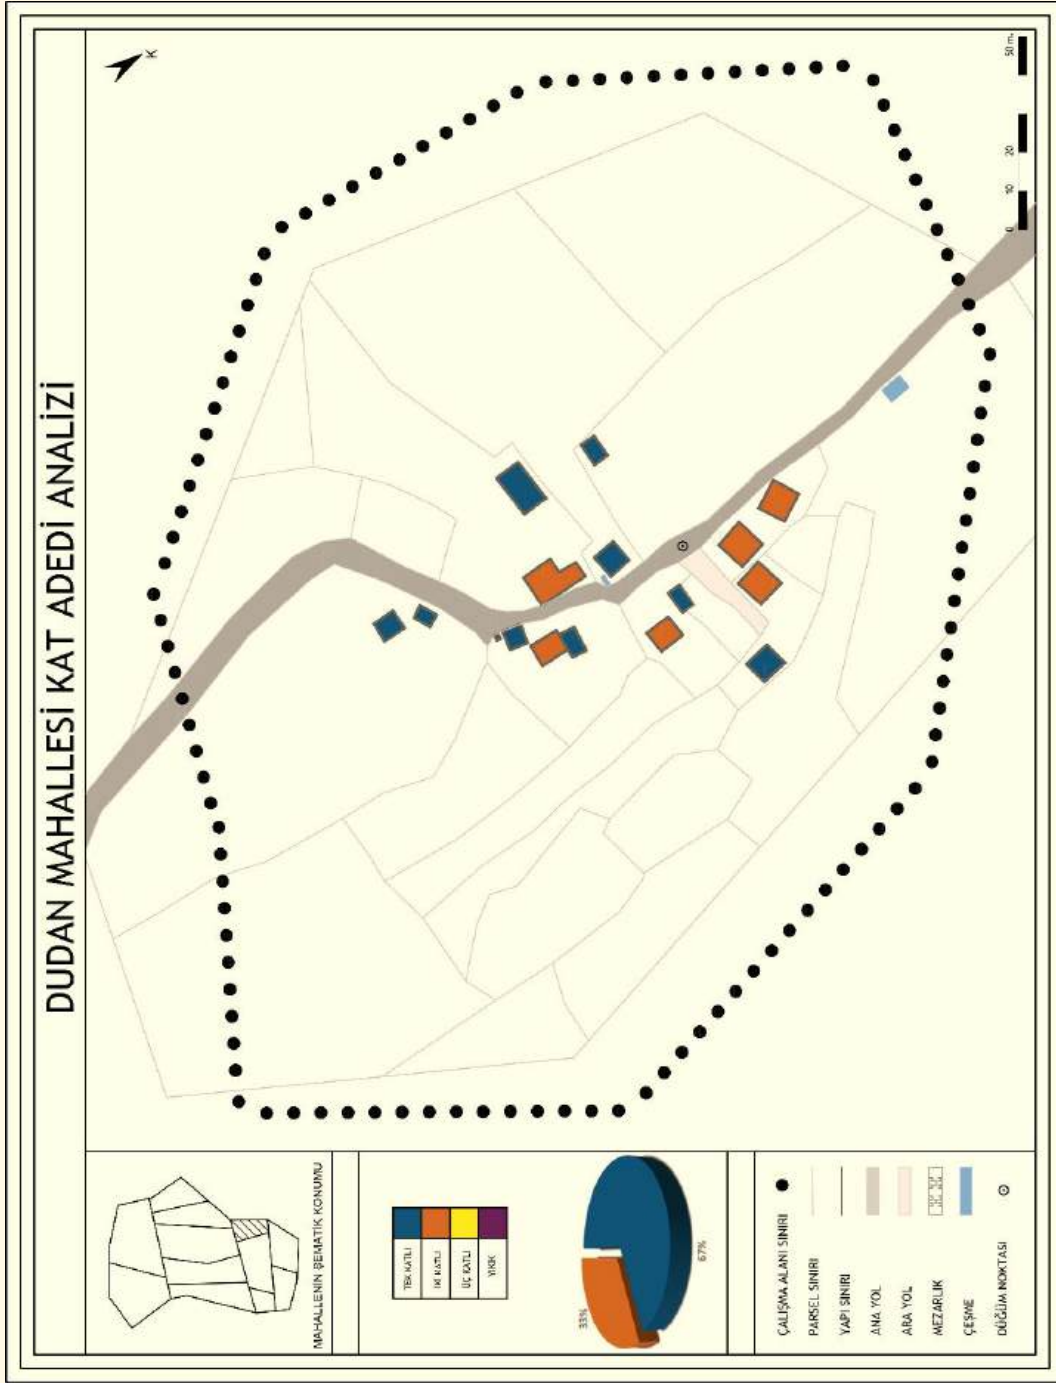 DUDAN MAHALLESİ KAT ADEDİ ANALİZİ
K
0 10 20 50 m.
MAHALLENİN ŞEMATİK KONUMU
TEK KATLI
İKİ KATLI
ÜÇ KATLI
YIKIK
33%
67%
ÇALIŞMA ALANI SINIRI
PARSEL SINIRI
YAPI SINIRI
ANA YOL
ARA YOL
MEZARLIK
ÇEŞME
DÜĞÜM NOKTASI